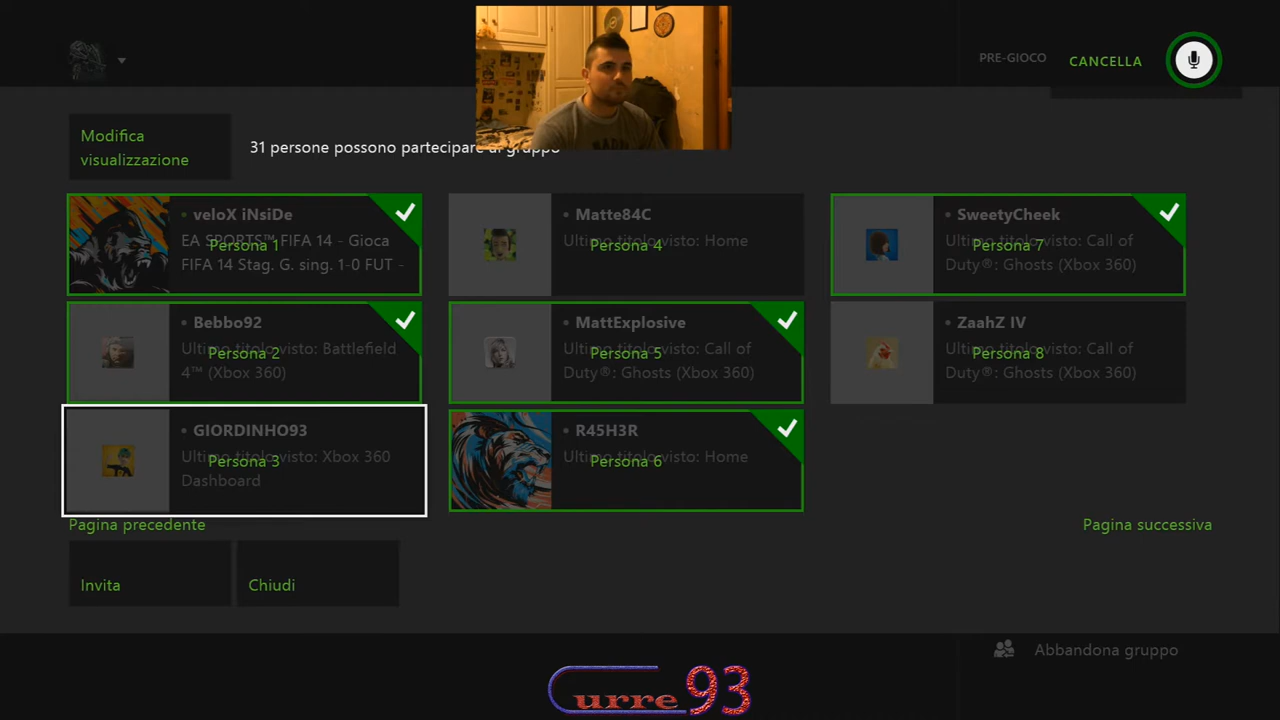 PRE-GIOCO
CANCELLA
Modifica
visualizzazione
31 persone possono partecipare al gruppo
veloX iNsiDe
EA SPORTS™ FIFA 14 - Gioca
Persona 1
FIFA 14 Stag. G. sing. 1-0 FUT -
Matte84C
Ultimo titolo visto: Home
Persona 4
SweetyCheek
Ultimo titolo visto: Call of
Persona 7
Duty®: Ghosts (Xbox 360)
Bebbo92
Ultimo titolo visto: Battlefield
Persona 2
4™ (Xbox 360)
MattExplosive
Ultimo titolo visto: Call of
Persona 5
Duty®: Ghosts (Xbox 360)
ZaahZ IV
Ultimo titolo visto: Call of
Persona 8
Duty®: Ghosts (Xbox 360)
GIORDINHO93
Ultimo titolo visto: Xbox 360
Persona 3
Dashboard
R45H3R
Ultimo titolo visto: Home
Persona 6
Pagina precedente
Pagina successiva
Invita
Chiudi
Abbandona gruppo
Curre 93